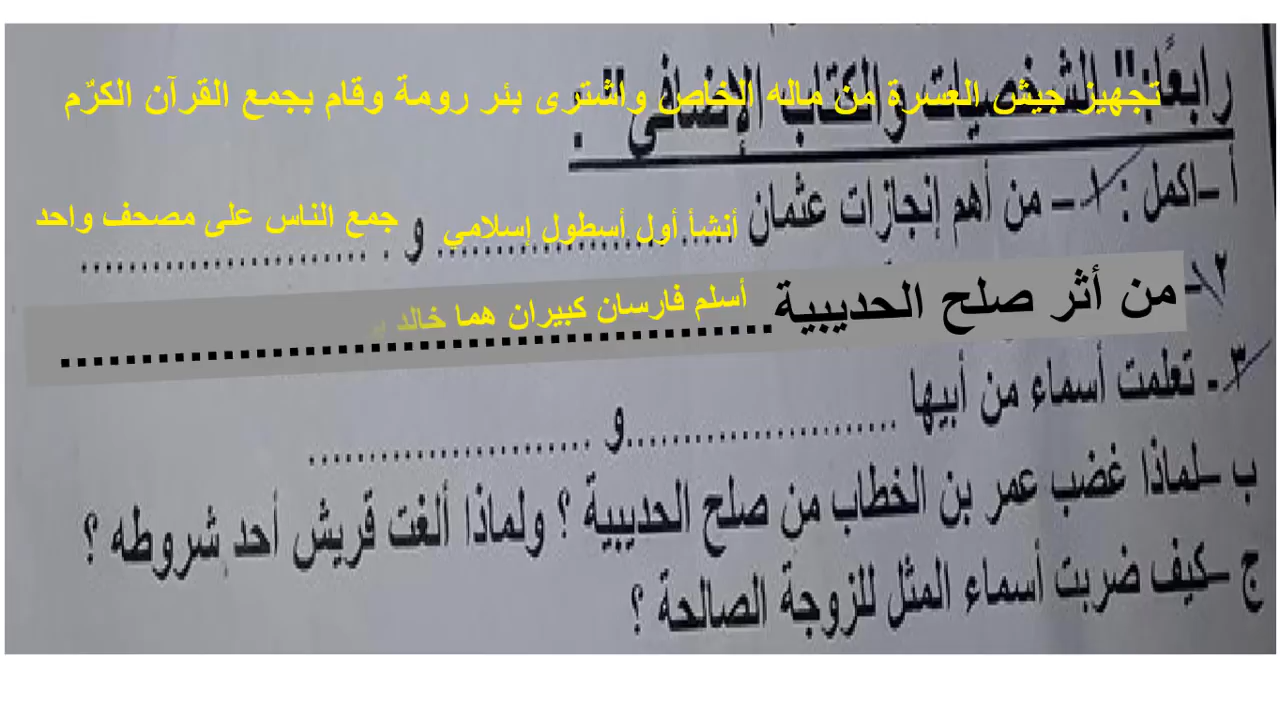 رابعًا: "الشخصيات والكتاب الإضافي" :
تجهيز جيش العسرة من ماله الخاص واشترى بئر رومة وقام بجمع القرآن الكرٌم
أ – اكمل : ١ – من أهم إنجازات عثمان ........................ و ........................
أنشأ أول أسطول إسلامي
جمع الناس على مصحف واحد
٢- من أثر صلح الحديبية............................................
أسلم فارسان كبيران هما خالد
٣- تعلمت أسماء من أبيها ........................و ........................
ب – لماذا غضب عمر بن الخطاب من صلح الحديبية ؟ ولماذا ألغت قريش أحد شروطه ؟
ج – كيف ضربت أسماء المثل للزوجة الصالحة ؟